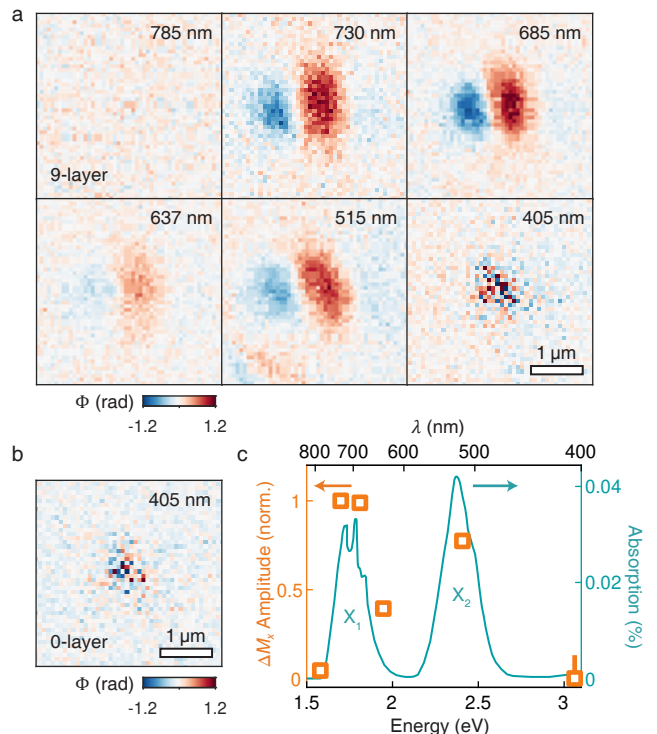 a
785 nm
730 nm
685 nm
9-layer
637 nm
515 nm
405 nm
1 µm
Φ (rad)
-1.2
1.2
b
405 nm
0-layer
1 µm
Φ (rad)
-1.2
1.2
c
λ (nm)
800 700 600 500 400
1
0.5
0
ΔMₓ Amplitude (norm.)
X₁
X₂
0.04
0.02
0
Absorption (%)
1.5 2 2.5 3
Energy (eV)